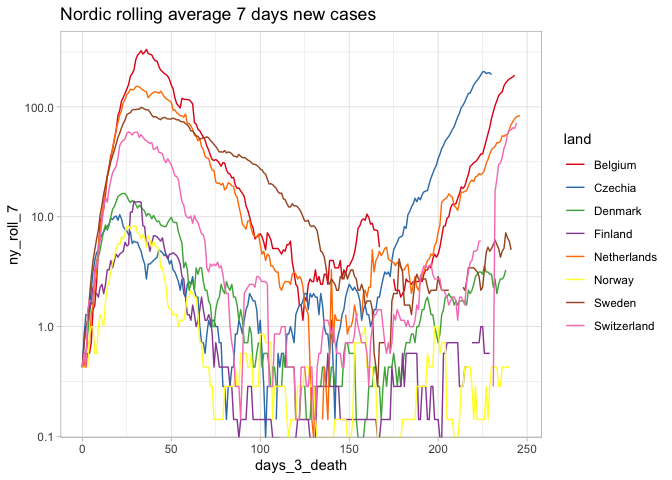 Nordic rolling average 7 days new cases
ny_roll_7
100.0
10.0
1.0
0.1
0
50
100
150
200
250
days_3_death
land
Belgium
Czechia
Denmark
Finland
Netherlands
Norway
Sweden
Switzerland